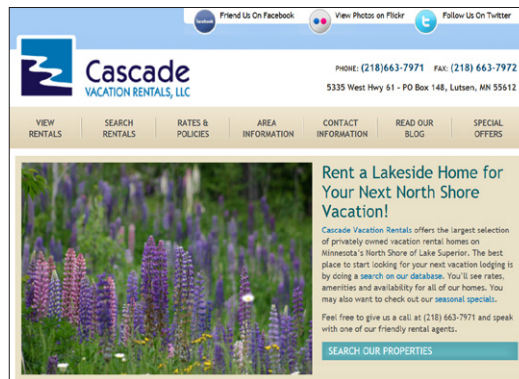 Friend Us On Facebook
View Photos on Flickr
Follow Us On Twitter
facebook
Cascade
VACATION RENTALS, LLC
PHONE: (218)663-7971 FAX: (218) 663-7972
5335 West Hwy 61 - PO Box 148, Lutsen, MN 55612
VIEW RENTALS
SEARCH RENTALS
RATES & POLICIES
AREA INFORMATION
CONTACT INFORMATION
READ OUR BLOG
SPECIAL OFFERS
Rent a Lakeside Home for
Your Next North Shore
Vacation!
Cascade Vacation Rentals offers the largest selection
of privately owned vacation rental homes on
Minnesota's North Shore of Lake Superior. The best
place to start looking for your next vacation lodging is
by doing a search on our database. You'll see rates,
amenities and availability for all of our homes. You
may also want to check out our seasonal specials.
Feel free to give us a call at (218) 663-7971 and speak
with one of our friendly rental agents.
SEARCH OUR PROPERTIES